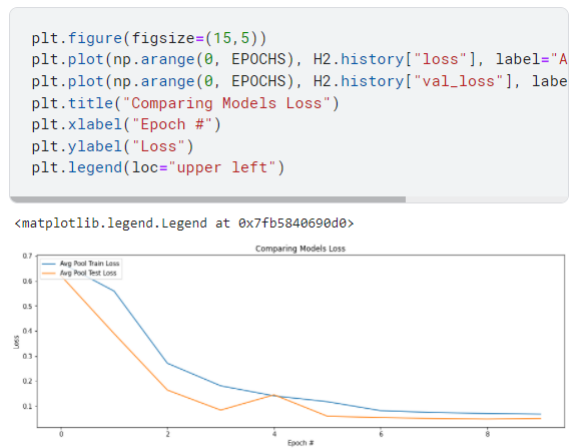 plt.figure(figsize=(15,5))
plt.plot(np.arange(0, EPOCHS), H2.history["loss"], label="A
plt.plot(np.arange(0, EPOCHS), H2.history["val_loss"], labe
plt.title("Comparing Models Loss")
plt.xlabel("Epoch #")
plt.ylabel("Loss")
plt.legend(loc="upper left")
<matplotlib.legend.Legend at 0x7fb5840690d0>
Comparing Models Loss
Avg Pool Train Loss
Avg Pool Test Loss
0.7
0.6
0.5
0.4
0.3
0.2
0.1
Loss
0 2 4 6 8
Epoch #